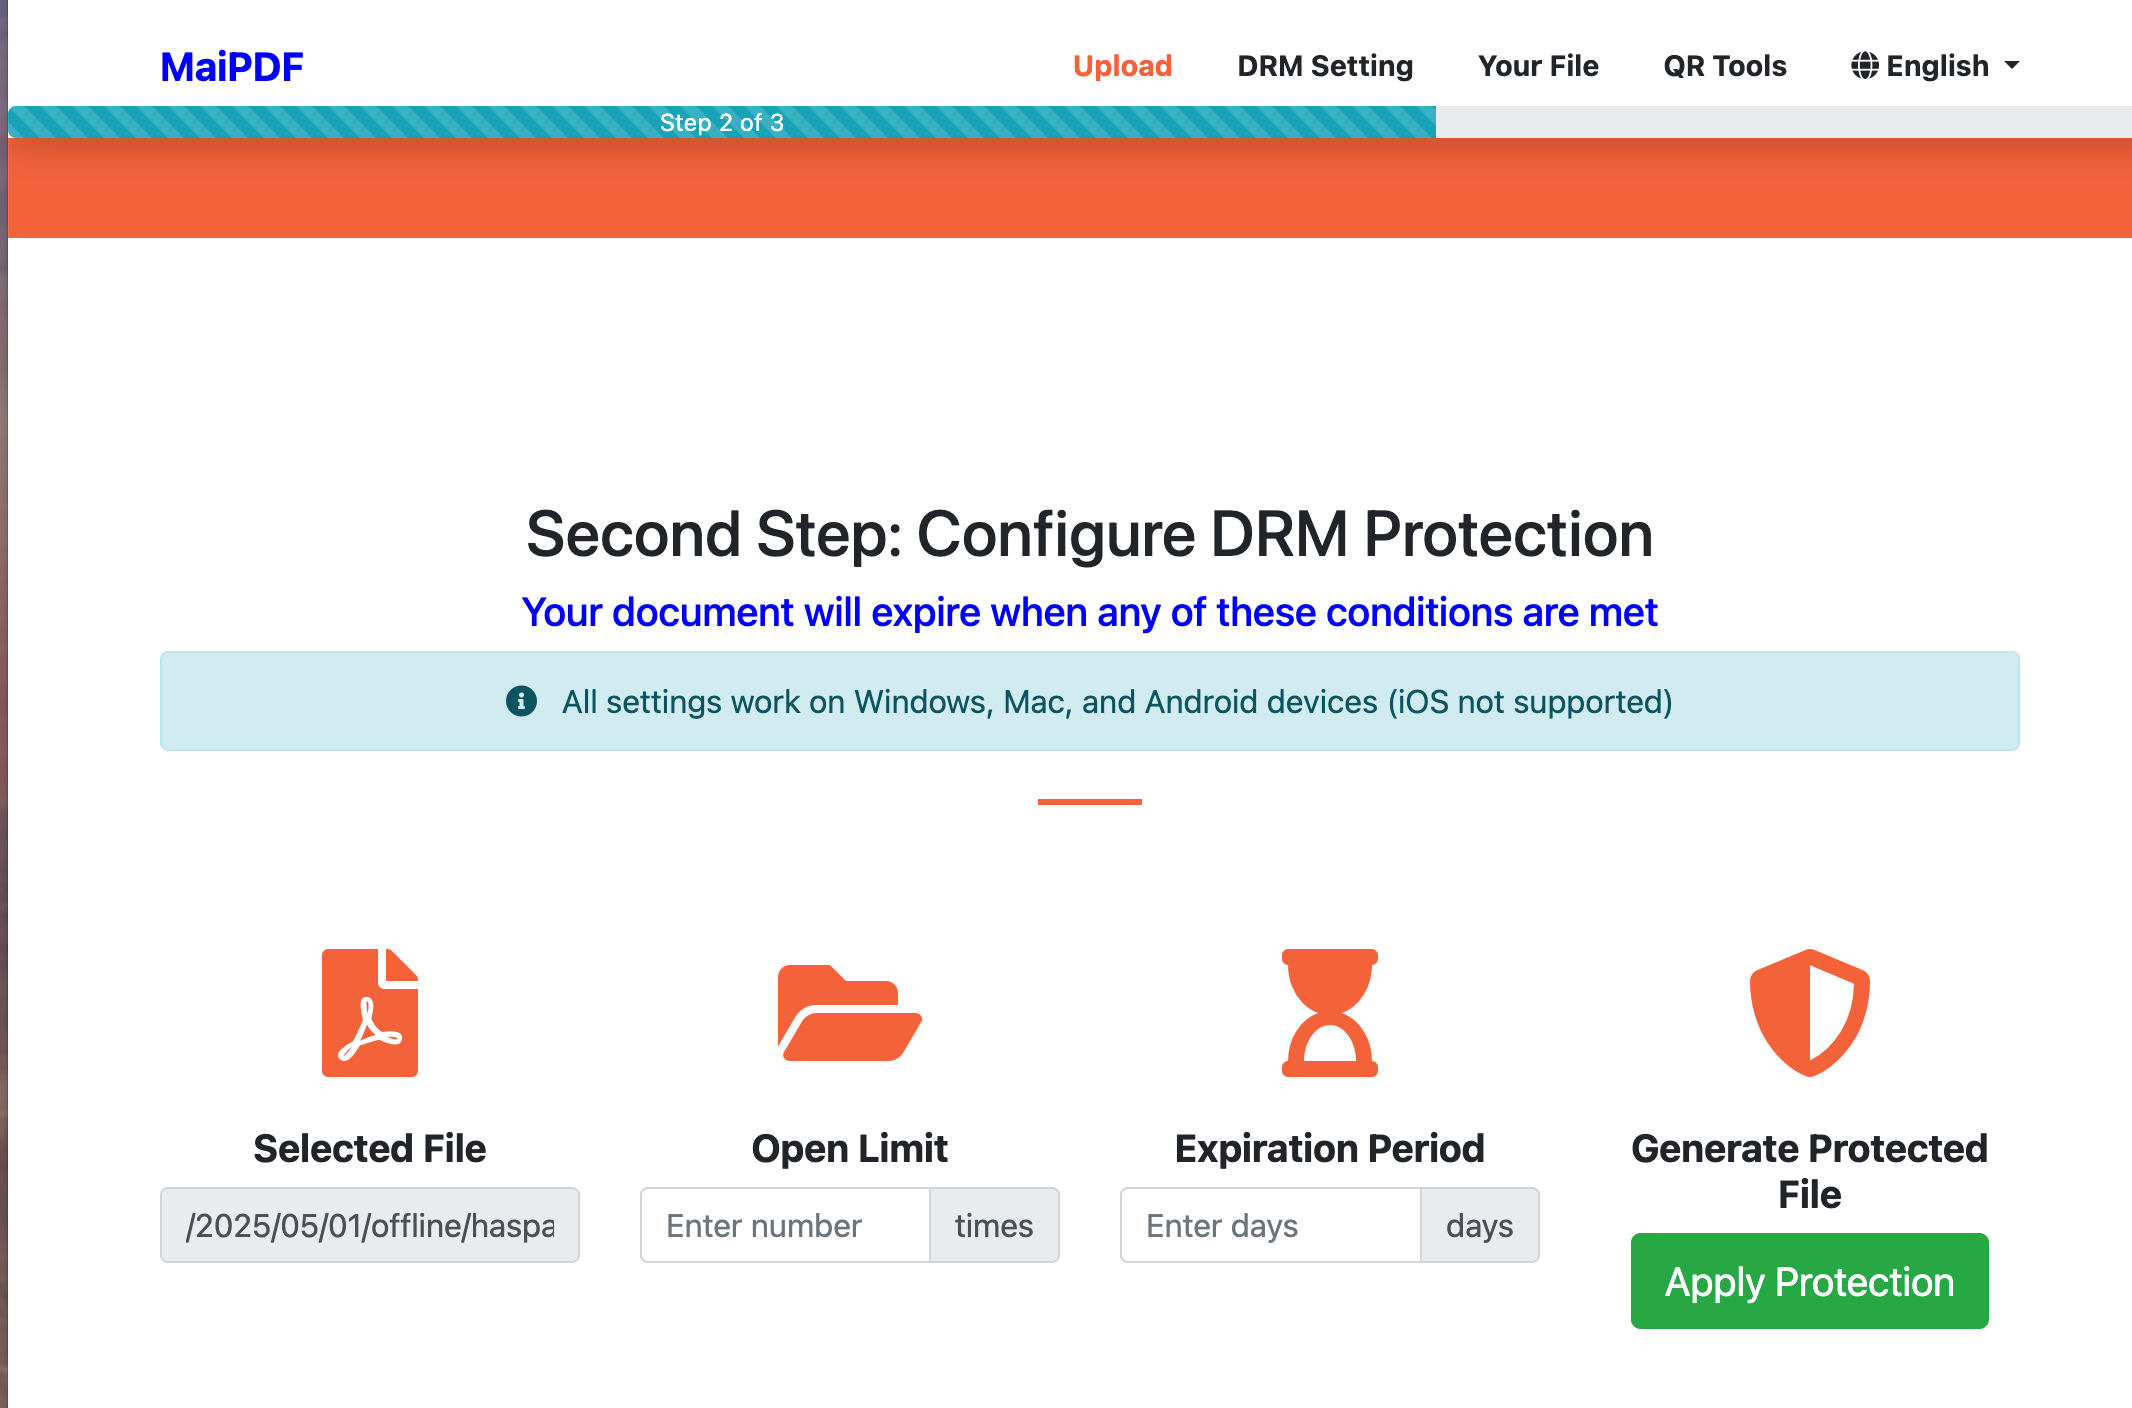 MaiPDF
Upload DRM Setting Your File QR Tools English
Step 2 of 3
Second Step: Configure DRM Protection
Your document will expire when any of these conditions are met
All settings work on Windows, Mac, and Android devices (iOS not supported)
Selected File
/2025/05/01/offline/haspa
Open Limit
Enter number times
Expiration Period
Enter days days
Generate Protected
File
Apply Protection